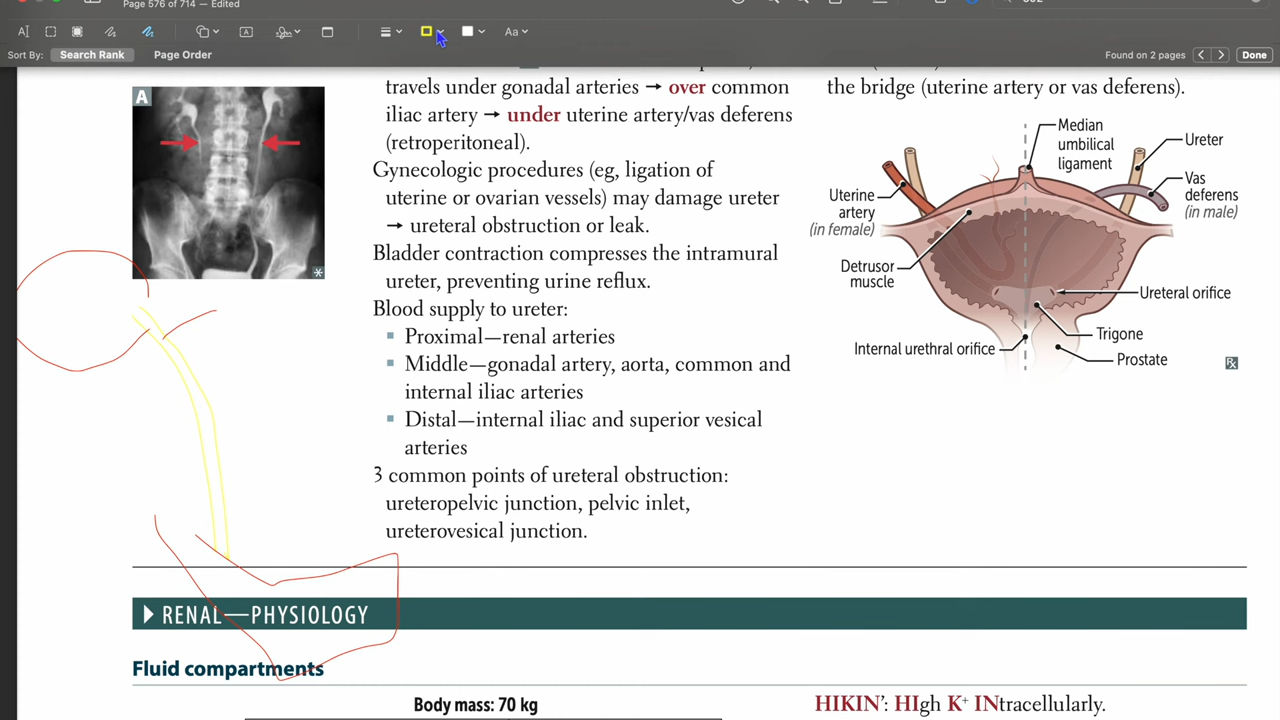 Page 576 of 714 — Edited
Aa
Sort By: Search Rank Page Order
Found on 2 pages
Done
A
travels under gonadal arteries → over common
iliac artery → under uterine artery/vas deferens
(retroperitoneal).
Gynecologic procedures (eg, ligation of
uterine or ovarian vessels) may damage ureter
→ ureteral obstruction or leak.
Bladder contraction compresses the intramural
ureter, preventing urine reflux.
Blood supply to ureter:
Proximal—renal arteries
Middle—gonadal artery, aorta, common and
internal iliac arteries
Distal—internal iliac and superior vesical
arteries
3 common points of ureteral obstruction:
ureteropelvic junction, pelvic inlet,
ureterovesical junction.
the bridge (uterine artery or vas deferens).
Median
umbilical
ligament
Ureter
Uterine
artery
(in female)
Vas
deferens
(in male)
Detrusor
muscle
Ureteral orifice
Trigone
Internal urethral orifice
Prostate
RENAL—PHYSIOLOGY
Fluid compartments
Body mass: 70 kg
HIKIN’: HIgh K+ INtracellularly.